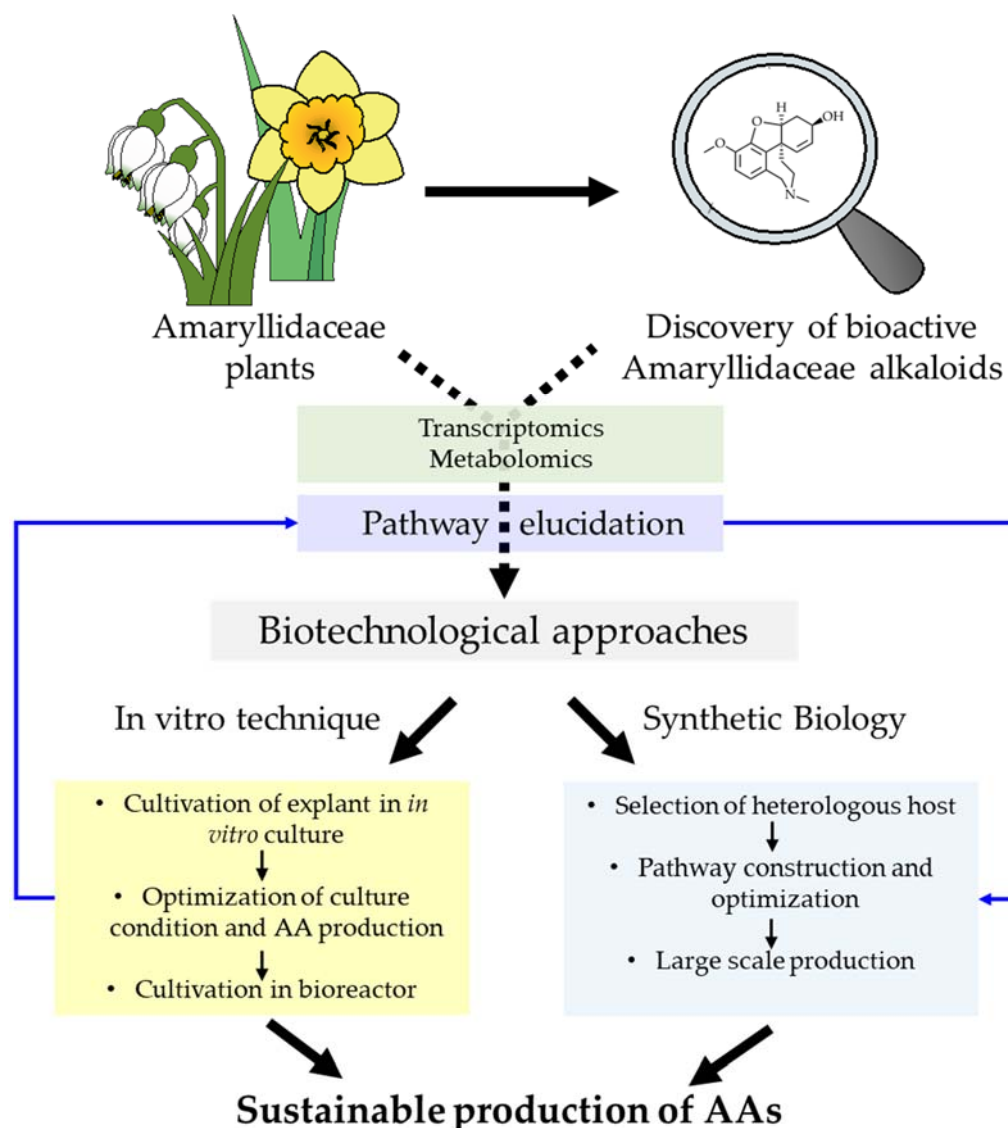 H
O
OH
O
N
Amaryllidaceae
plants
Discovery of bioactive
Amaryllidaceae alkaloids
Transcriptomics
Metabolomics
Pathway elucidation
Biotechnological approaches
In vitro technique
Synthetic Biology
• Cultivation of explant in in
vitro culture
• Optimization of culture
condition and AA production
• Cultivation in bioreactor
• Selection of heterologous host
• Pathway construction and
optimization
• Large scale production
Sustainable production of AAs